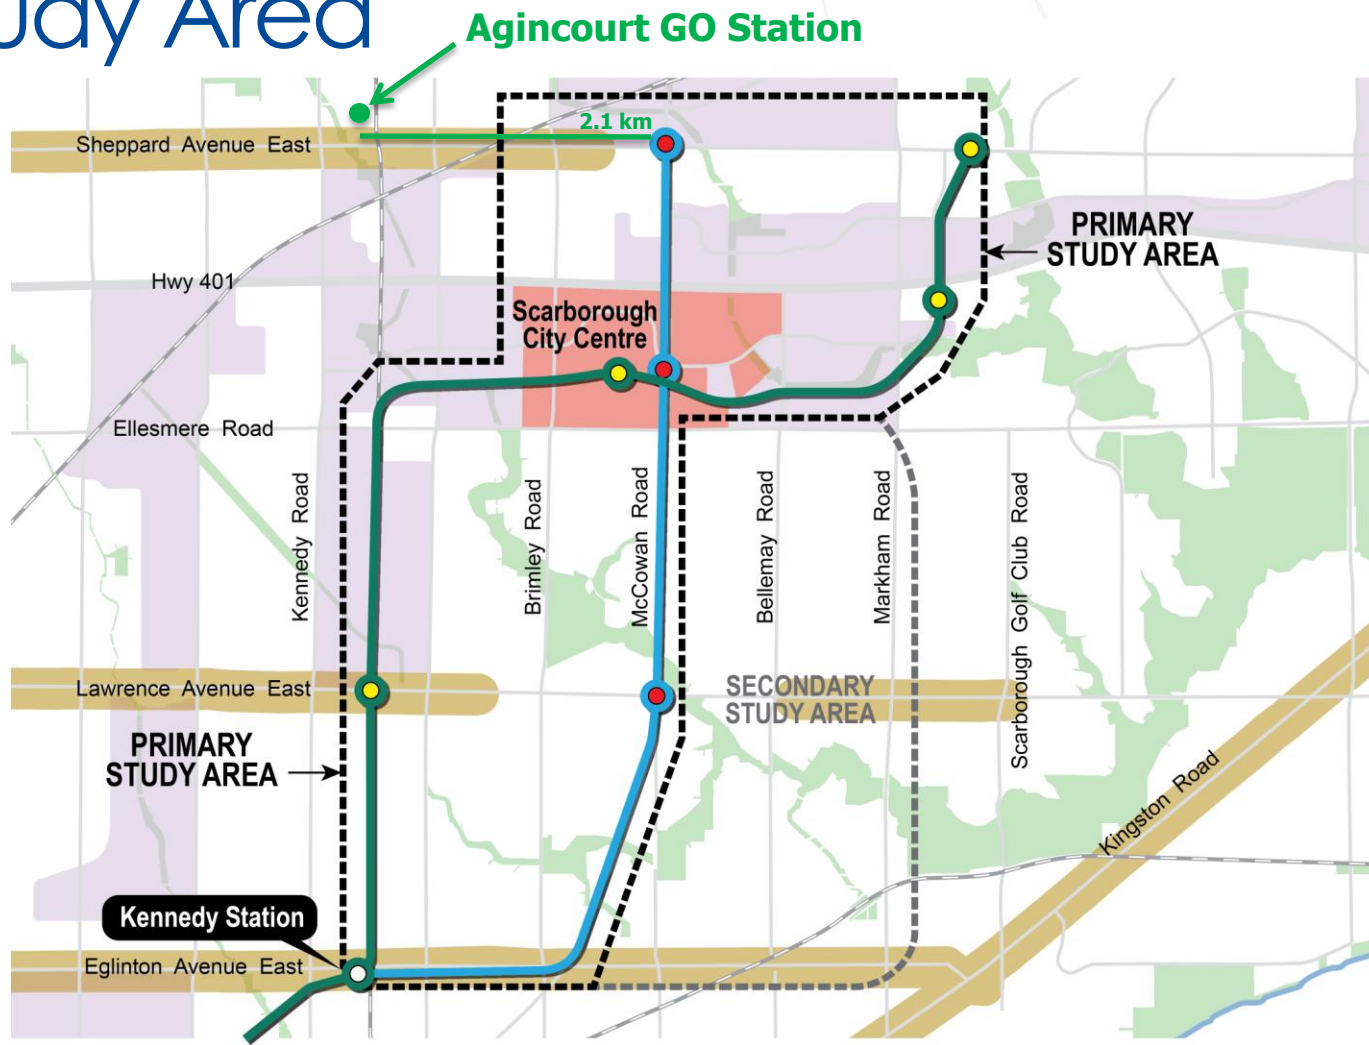 Study Area
Agincourt GO Station
2.1 km
Sheppard Avenue East
PRIMARY
STUDY AREA
Hwy 401
Scarborough
City Centre
Ellesmere Road
Kennedy Road
Brimley Road
McCowan Road
Bellemay Road
Markham Road
Scarborough Golf Club Road
Lawrence Avenue East
SECONDARY
STUDY AREA
PRIMARY
STUDY AREA
Kingston Road
Kennedy Station
Eglinton Avenue East